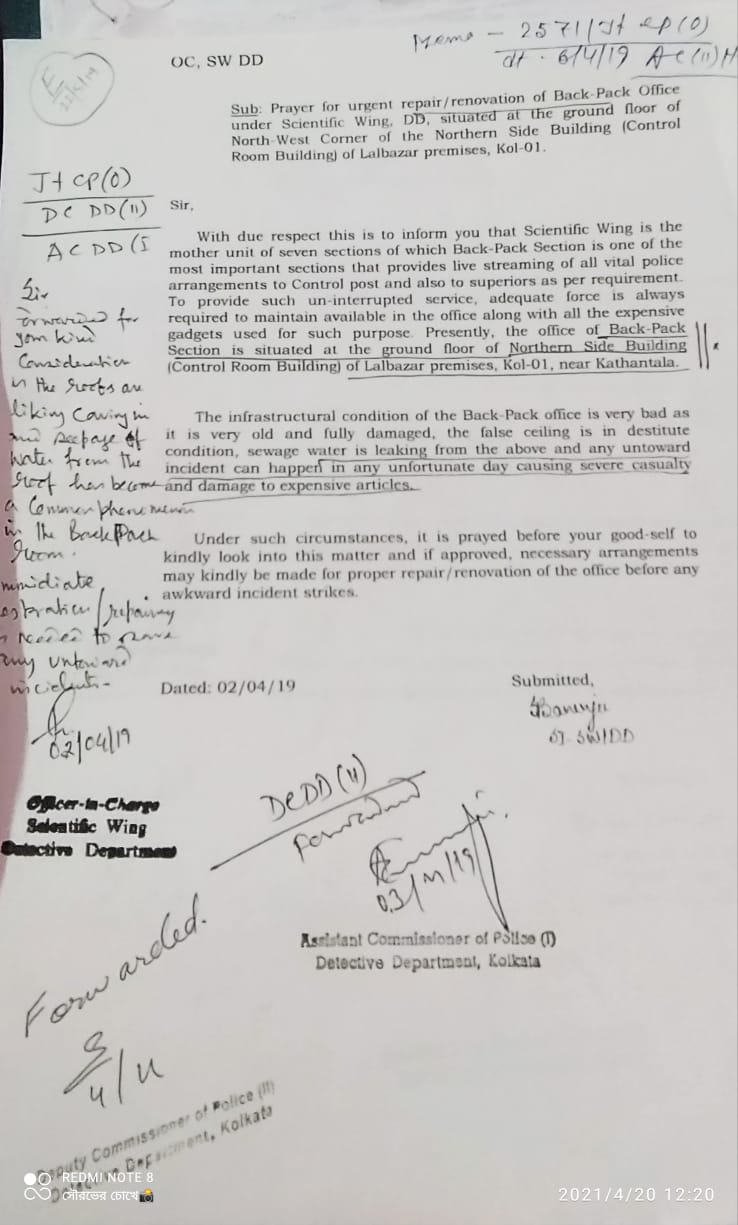 Memo - 2571/Jt CP(O)
dt. 6/4/19 AC(II)H
OC, SW DD
Sub: Prayer for urgent repair/renovation of Back-Pack Office
under Scientific Wing, DD, situated at the ground floor of
North-West Corner of the Northern Side Building (Control
Room Building) of Lalbazar premises, Kol-01.
Jt CP(O)
DC DD(II)
AC DD(I
Sir,
With due respect this is to inform you that Scientific Wing is the
mother unit of seven sections of which Back-Pack Section is one of the
most important sections that provides live streaming of all vital police
arrangements to Control post and also to superiors as per requirement.
To provide such un-interrupted service, adequate force is always
required to maintain available in the office along with all the expensive
gadgets used for such purpose. Presently, the office of Back-Pack
Section is situated at the ground floor of Northern Side Building
(Control Room Building) of Lalbazar premises, Kol-01, near Kathantala.
The infrastructural condition of the Back-Pack office is very bad as
it is very old and fully damaged, the false ceiling is in destitute
condition, sewage water is leaking from the above and any untoward
incident can happen in any unfortunate day causing severe casualty
and damage to expensive articles.
Under such circumstances, it is prayed before your good-self to
kindly look into this matter and if approved, necessary arrangements
may kindly be made for proper repair/renovation of the office before any
awkward incident strikes.
Sir
Forwarded for
your kind
Consideration
the roofs are
liking Caving in
and seepage of
water from the
roof has become
a Common phenomenon
in the Back Pack
room.
immidiate
repairing
needed to
any untoward
incident-
02/04/19
Dated: 02/04/19
Submitted,
SBanerjee
SW/DD
Officer-in-Charge
Scientific Wing
Detective Department
DC DD(II)
Forwarded
Assistant Commissioner of Police (I)
Detective Department, Kolkata
Forwarded.
3/4/
Deputy Commissioner of Police (II)
Detective Department, Kolkata
REDMI NOTE 8
সৌরভের চোখে
2021/4/20 12:20